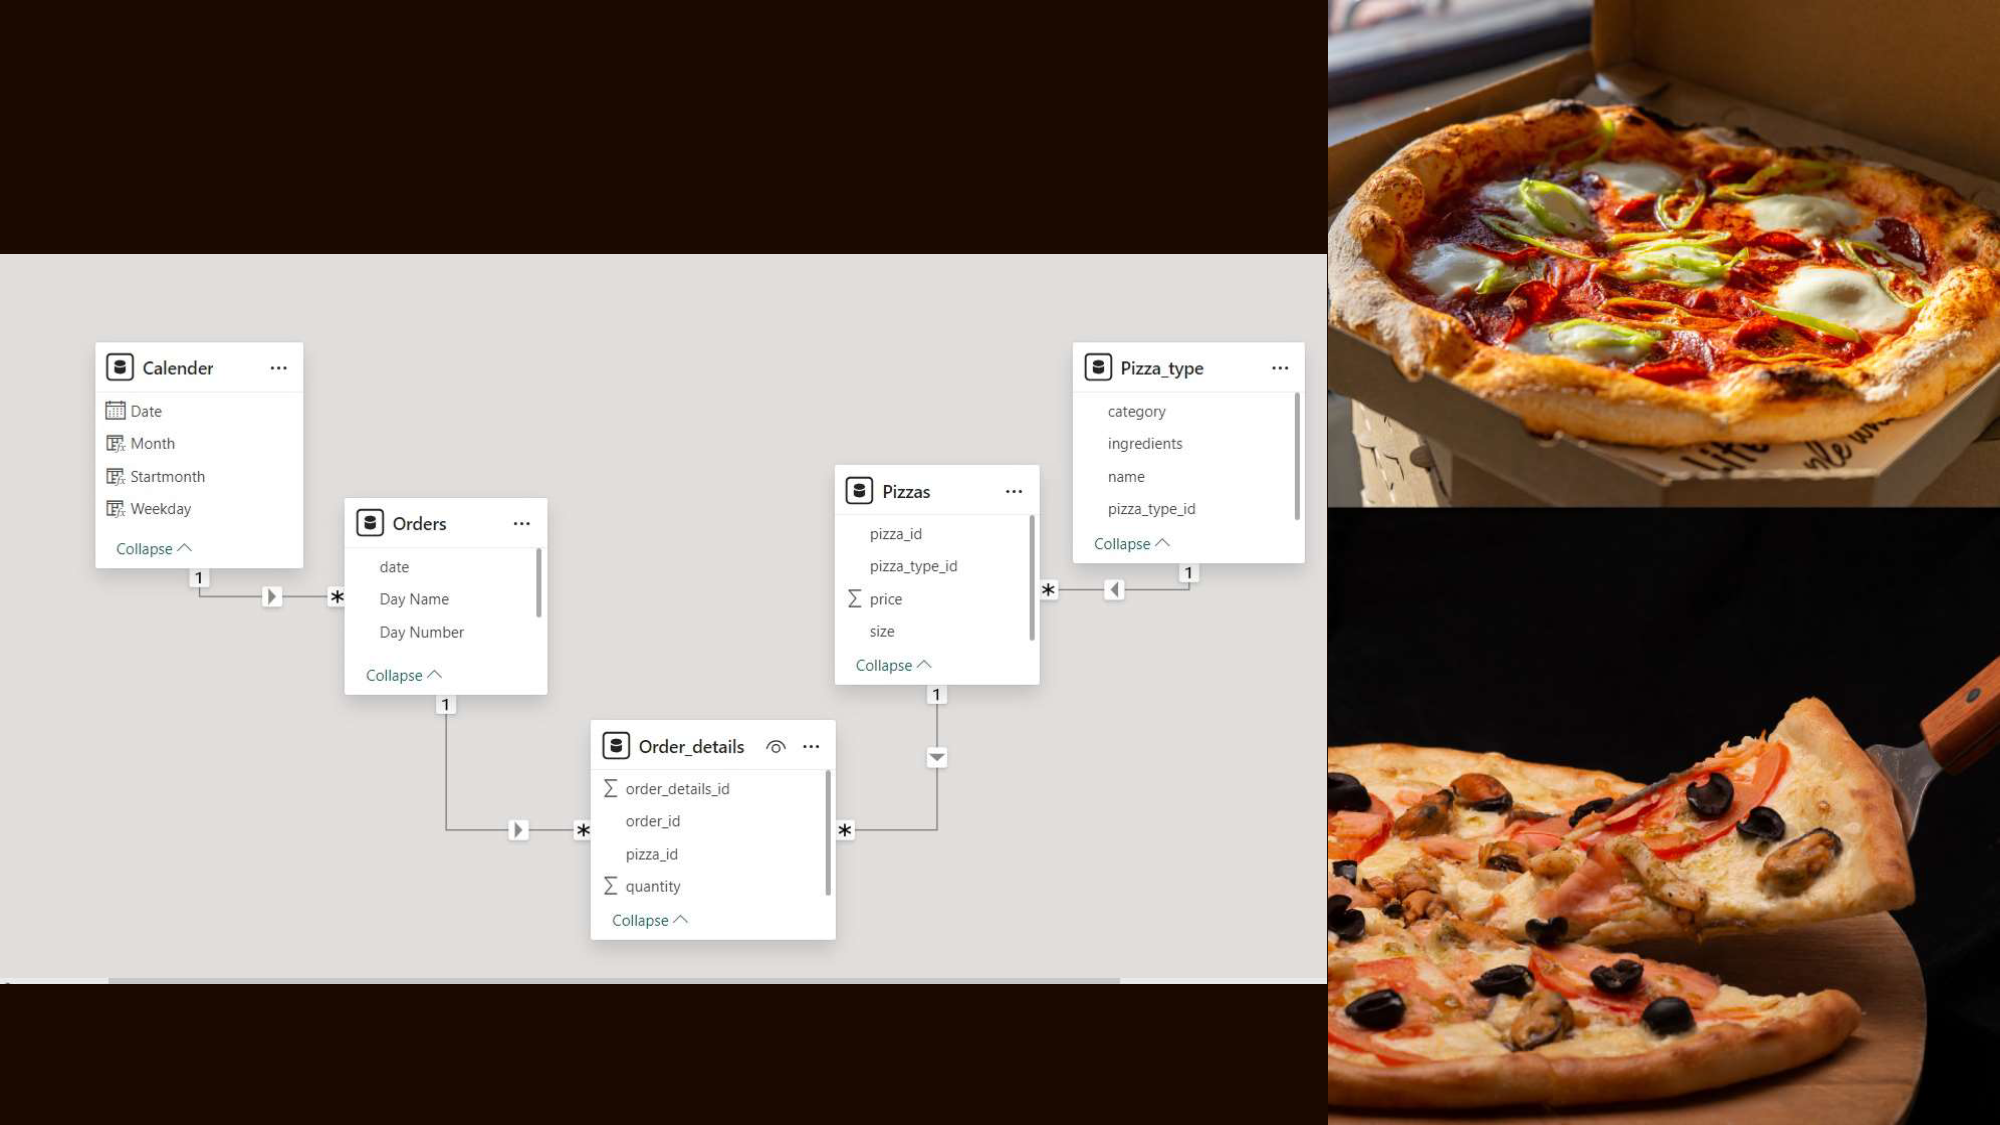 Calender
Date
Month
Startmonth
Weekday
Collapse
1
*
Orders
date
Day Name
Day Number
Collapse
1
*
Order_details
order_details_id
order_id
pizza_id
quantity
Collapse
*
Pizzas
pizza_id
pizza_type_id
price
size
Collapse
1
*
Pizza_type
category
ingredients
name
pizza_type_id
Collapse
1
life